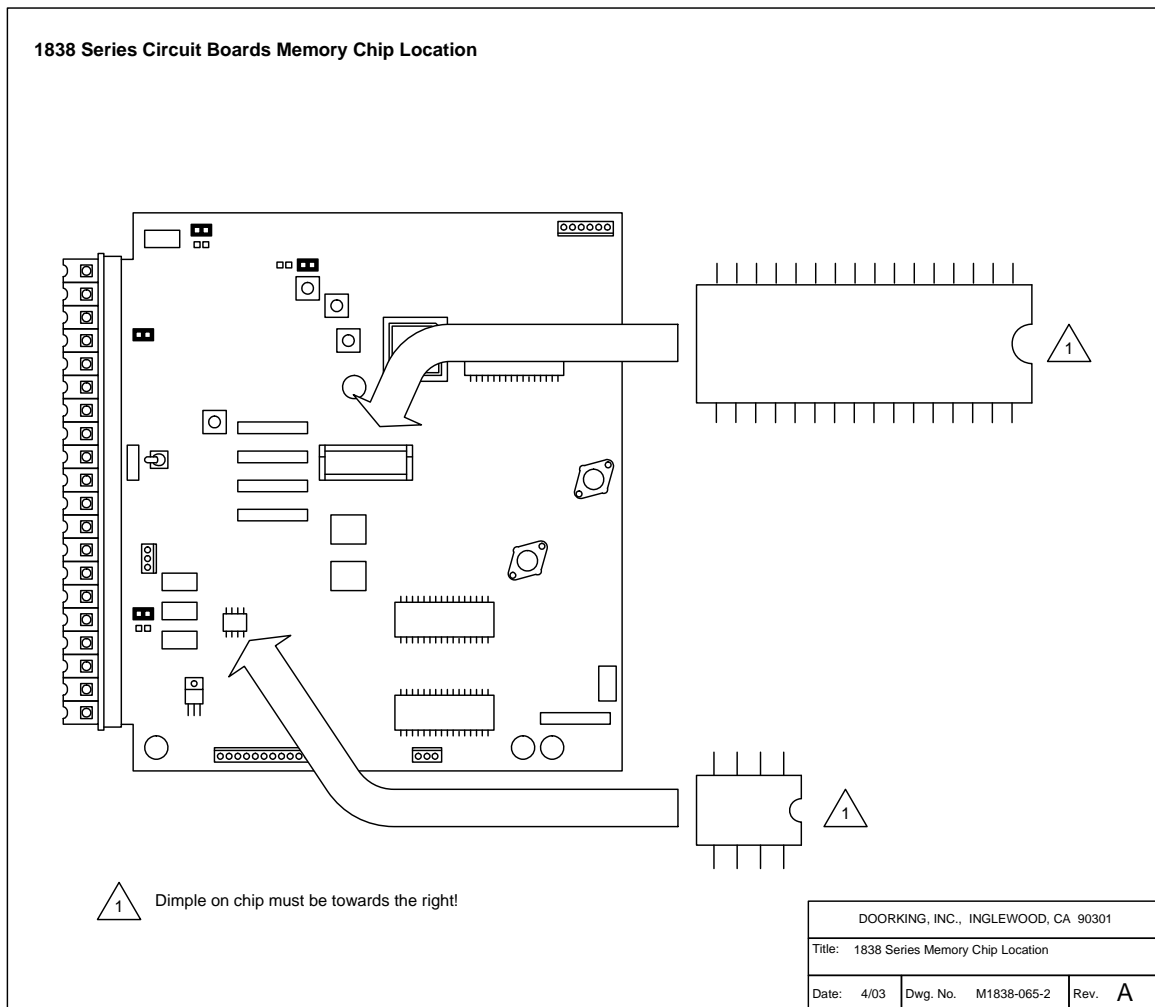 1838 Series Circuit Boards Memory Chip Location
1
1
1 Dimple on chip must be towards the right!
DOORKING, INC., INGLEWOOD, CA 90301
Title: 1838 Series Memory Chip Location
Date: 4/03 Dwg. No. M1838-065-2 Rev. A